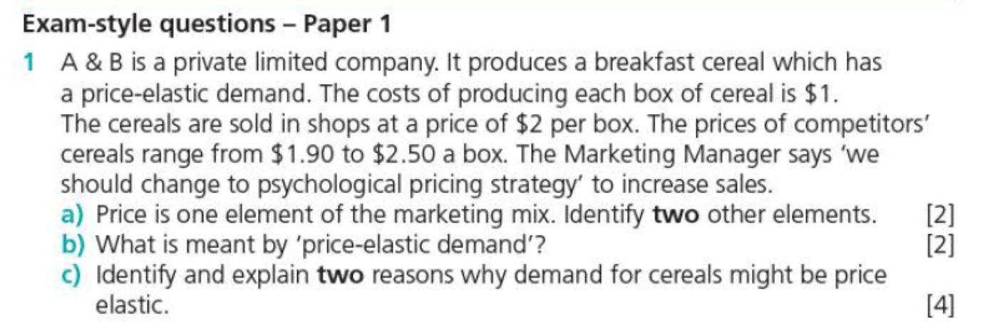 Exam-style questions – Paper 1
1 A & B is a private limited company. It produces a breakfast cereal which has
a price-elastic demand. The costs of producing each box of cereal is $1.
The cereals are sold in shops at a price of $2 per box. The prices of competitors’
cereals range from $1.90 to $2.50 a box. The Marketing Manager says ‘we
should change to psychological pricing strategy’ to increase sales.
a) Price is one element of the marketing mix. Identify two other elements. [2]
b) What is meant by ‘price-elastic demand’? [2]
c) Identify and explain two reasons why demand for cereals might be price
elastic. [4]